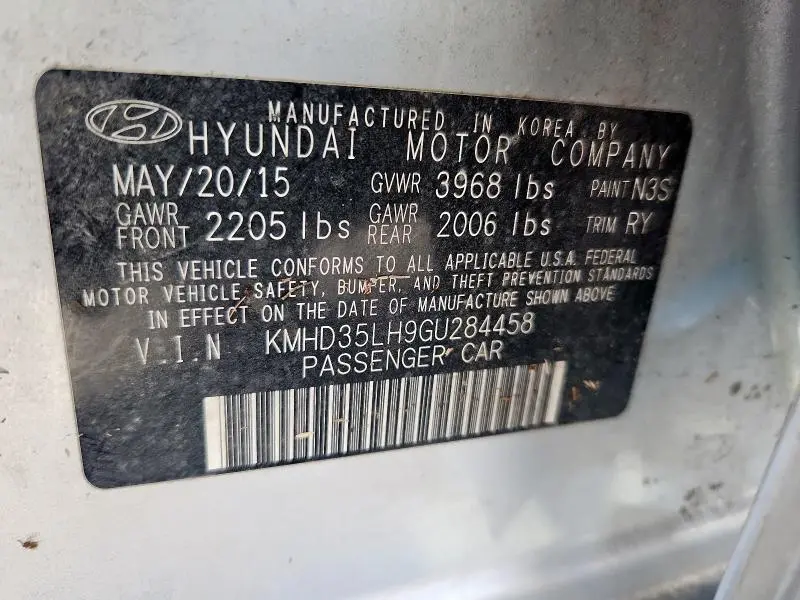 MANUFACTURED IN KOREA BY
HYUNDAI MOTOR COMPANY
MAY/20/15 GVWR 3968 lbs PAINT N3S
GAWR FRONT 2205 lbs GAWR REAR 2006 lbs TRIM RY
THIS VEHICLE CONFORMS TO ALL APPLICABLE U.S.A. FEDERAL
MOTOR VEHICLE SAFETY, BUMPER, AND THEFT PREVENTION STANDARDS
IN EFFECT ON THE DATE OF MANUFACTURE SHOWN ABOVE
V.I.N KMHD35LH9GU284458
PASSENGER CAR